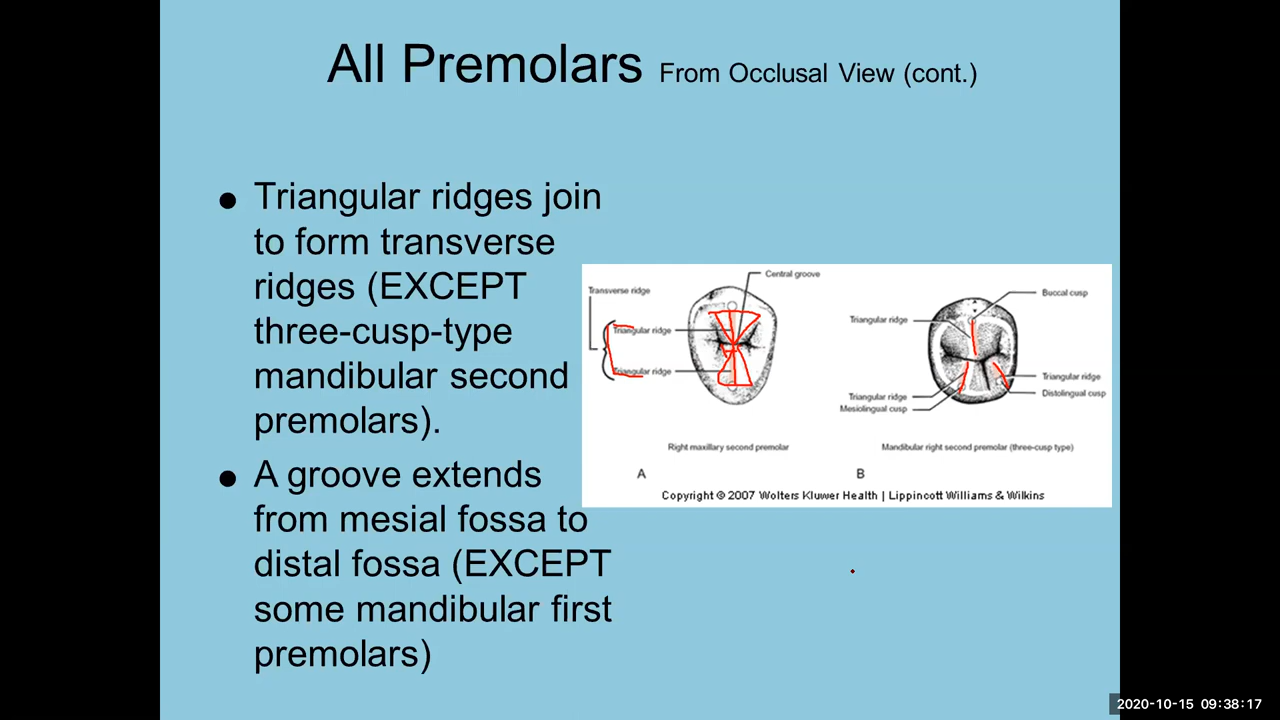 All Premolars From Occlusal View (cont.)
● Triangular ridges join
to form transverse
ridges (EXCEPT
three-cusp-type
mandibular second
premolars).
● A groove extends
from mesial fossa to
distal fossa (EXCEPT
some mandibular first
premolars)
Central groove
Transverse ridge
Triangular ridge
Triangular ridge
Right maxillary second premolar
A
Buccal cusp
Triangular ridge
Triangular ridge
Distolingual cusp
Triangular ridge
Mesiolingual cusp
Mandibular right second premolar (three-cusp type)
B
Copyright © 2007 Wolters Kluwer Health | Lippincott Williams & Wilkins
2020-10-15 09:38:17